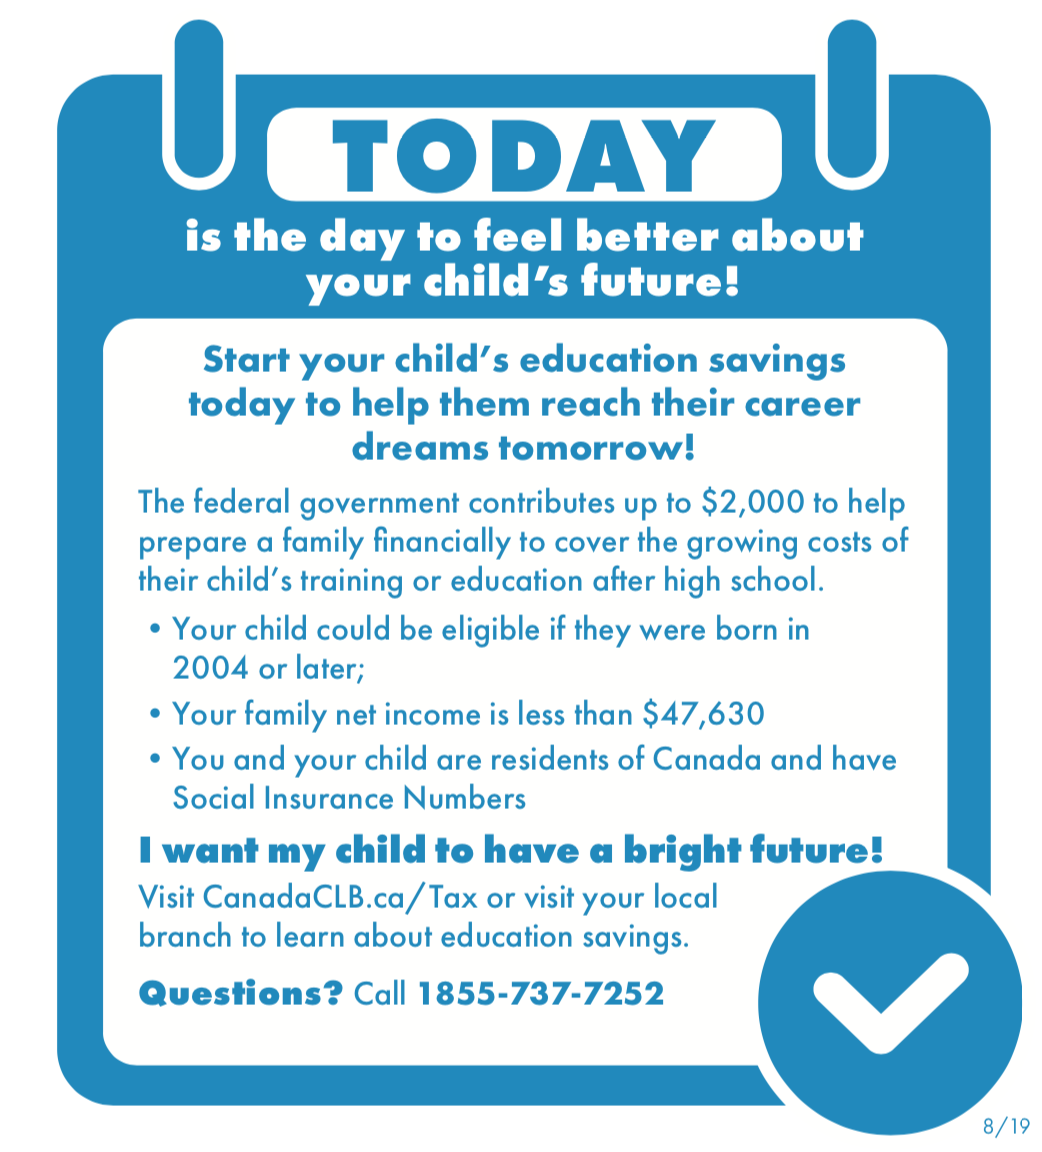 TODAY
is the day to feel better about
your child's future!
Start your child's education savings
today to help them reach their career
dreams tomorrow!
The federal government contributes up to $2,000 to help
prepare a family financially to cover the growing costs of
their child's training or education after high school.
• Your child could be eligible if they were born in
2004 or later;
• Your family net income is less than $47,630
• You and your child are residents of Canada and have
Social Insurance Numbers
I want my child to have a bright future!
Visit CanadaCLB.ca/Tax or visit your local
branch to learn about education savings.
Questions? Call 1855-737-7252
8/19